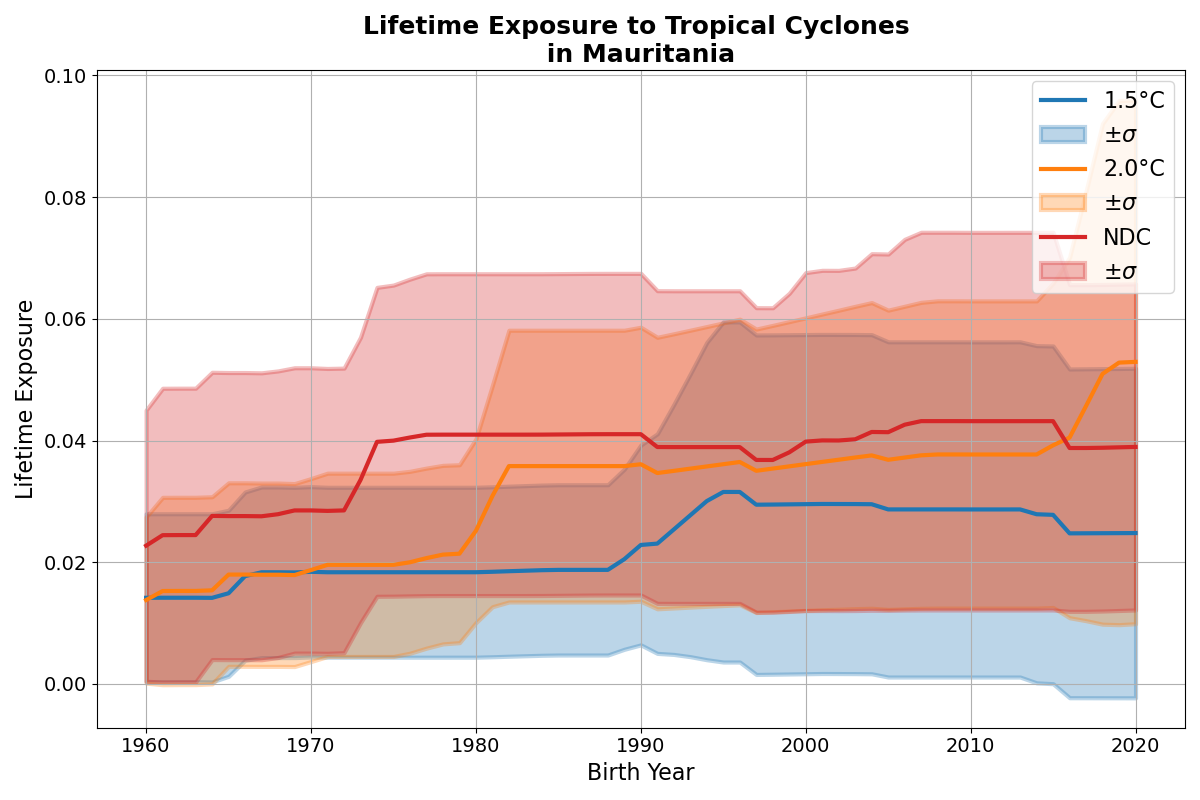 Lifetime Exposure to Tropical Cyclones
in Mauritania
Lifetime Exposure
0.10
0.08
0.06
0.04
0.02
0.00
1960
1970
1980
1990
2000
2010
2020
Birth Year
1.5°C
±σ
2.0°C
±σ
NDC
±σ